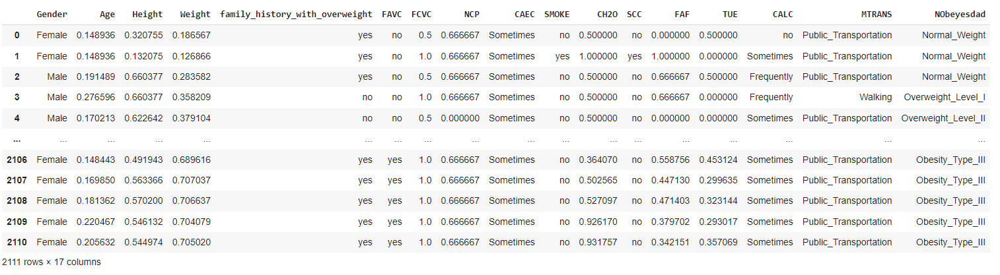 Gender Age Height Weight family_history_with_overweight FAVC FCVC NCP CAEC SMOKE CH2O SCC FAF TUE CALC MTRANS NObeyesdad
0 Female 0.148936 0.320755 0.186567 yes no 0.5 0.666667 Sometimes no 0.500000 no 0.000000 0.500000 no Public_Transportation Normal_Weight
1 Female 0.148936 0.132075 0.126866 yes no 1.0 0.666667 Sometimes yes 1.000000 yes 1.000000 0.000000 Sometimes Public_Transportation Normal_Weight
2 Male 0.191489 0.660377 0.283582 yes no 0.5 0.666667 Sometimes no 0.500000 no 0.666667 0.500000 Frequently Public_Transportation Normal_Weight
3 Male 0.276596 0.660377 0.358209 no no 1.0 0.666667 Sometimes no 0.500000 no 0.666667 0.000000 Frequently Walking Overweight_Level_I
4 Male 0.170213 0.622642 0.379104 no no 0.5 0.000000 Sometimes no 0.500000 no 0.000000 0.000000 Sometimes Public_Transportation Overweight_Level_II
... ... ... ... ... ... ... ... ... ... ... ... ... ... ... ... ... ...
2106 Female 0.148443 0.491943 0.689616 yes yes 1.0 0.666667 Sometimes no 0.364070 no 0.558756 0.453124 Sometimes Public_Transportation Obesity_Type_III
2107 Female 0.169850 0.563366 0.707037 yes yes 1.0 0.666667 Sometimes no 0.502565 no 0.447130 0.299635 Sometimes Public_Transportation Obesity_Type_III
2108 Female 0.181362 0.570200 0.706637 yes yes 1.0 0.666667 Sometimes no 0.527097 no 0.471403 0.323144 Sometimes Public_Transportation Obesity_Type_III
2109 Female 0.220467 0.546132 0.704079 yes yes 1.0 0.666667 Sometimes no 0.926170 no 0.379702 0.293017 Sometimes Public_Transportation Obesity_Type_III
2110 Female 0.205632 0.544974 0.705020 yes yes 1.0 0.666667 Sometimes no 0.931757 no 0.342151 0.357069 Sometimes Public_Transportation Obesity_Type_III
2111 rows × 17 columns